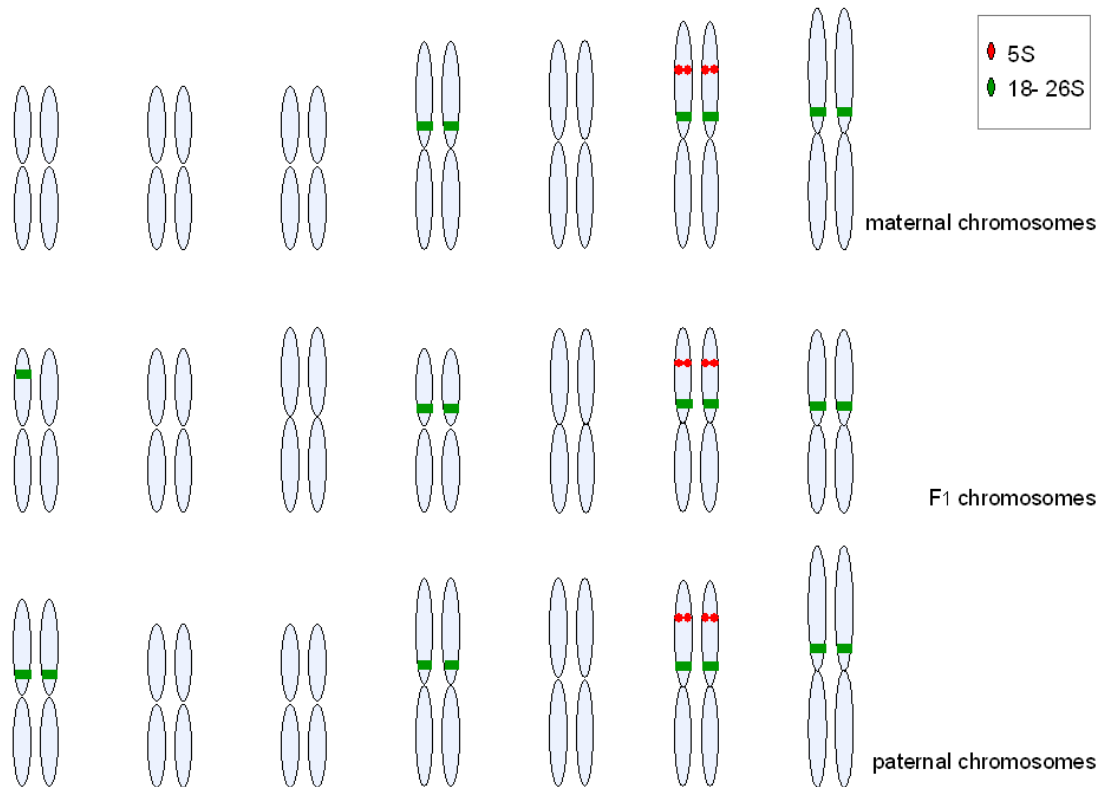 5S
18- 26S
maternal chromosomes
F1 chromosomes
paternal chromosomes